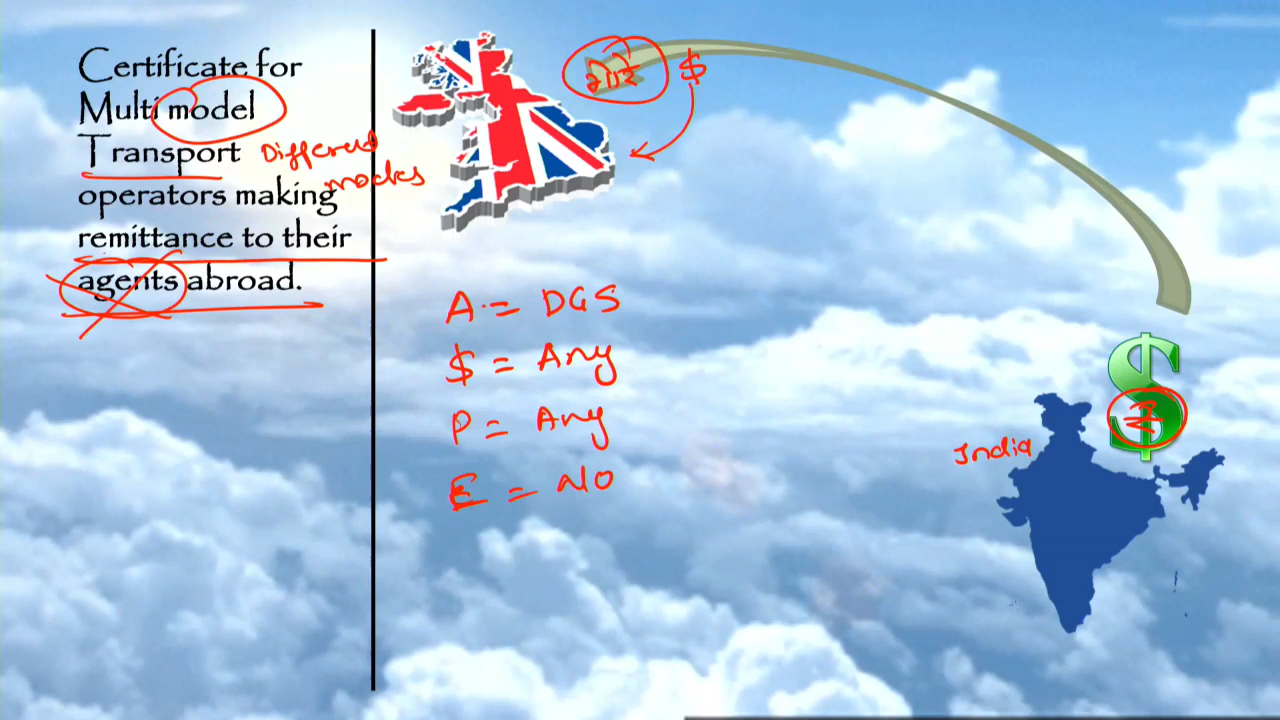 Certificate for
Multi model
Transport
Different
modes
operators making
remittance to their
agents abroad.
$
A = DGS
$ = Any
P = Any
E = NO
$
India